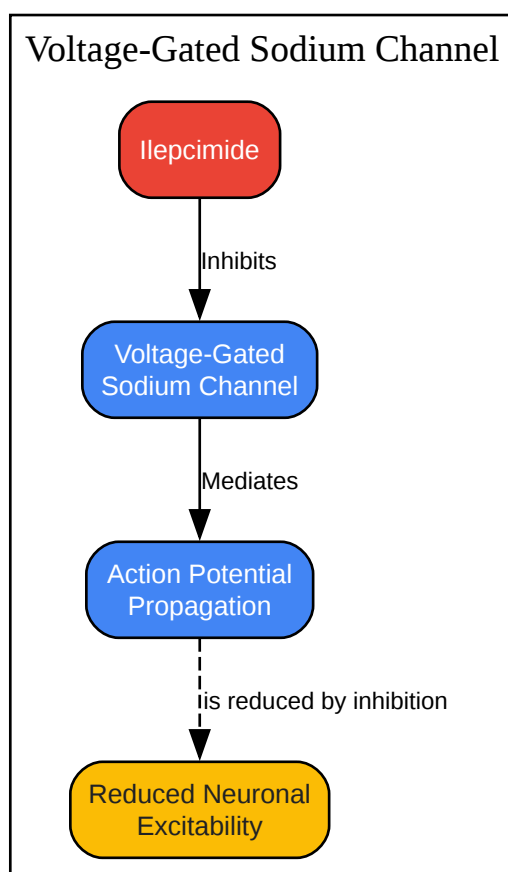 Voltage-Gated Sodium Channel
Ilepcimide
Inhibits
Voltage-Gated
Sodium Channel
Mediates
Action Potential
Propagation
is reduced by inhibition
Reduced Neuronal
Excitability